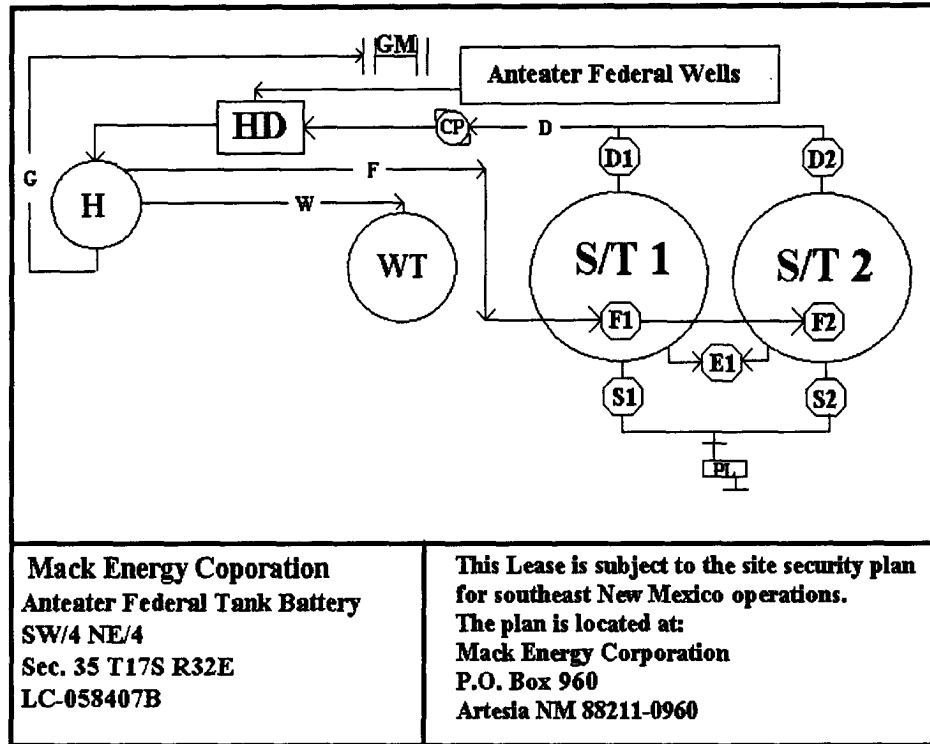 GM
Anteater Federal Wells
HD
CP
D
D1
D2
G
F
H
W
WT
S/T 1
S/T 2
F1
F2
E1
S1
S2
PL
Mack Energy Coporation
Anteater Federal Tank Battery
SW/4 NE/4
Sec. 35 T17S R32E
LC-058407B
This Lease is subject to the site security plan
for southeast New Mexico operations.
The plan is located at:
Mack Energy Corporation
P.O. Box 960
Artesia NM 88211-0960